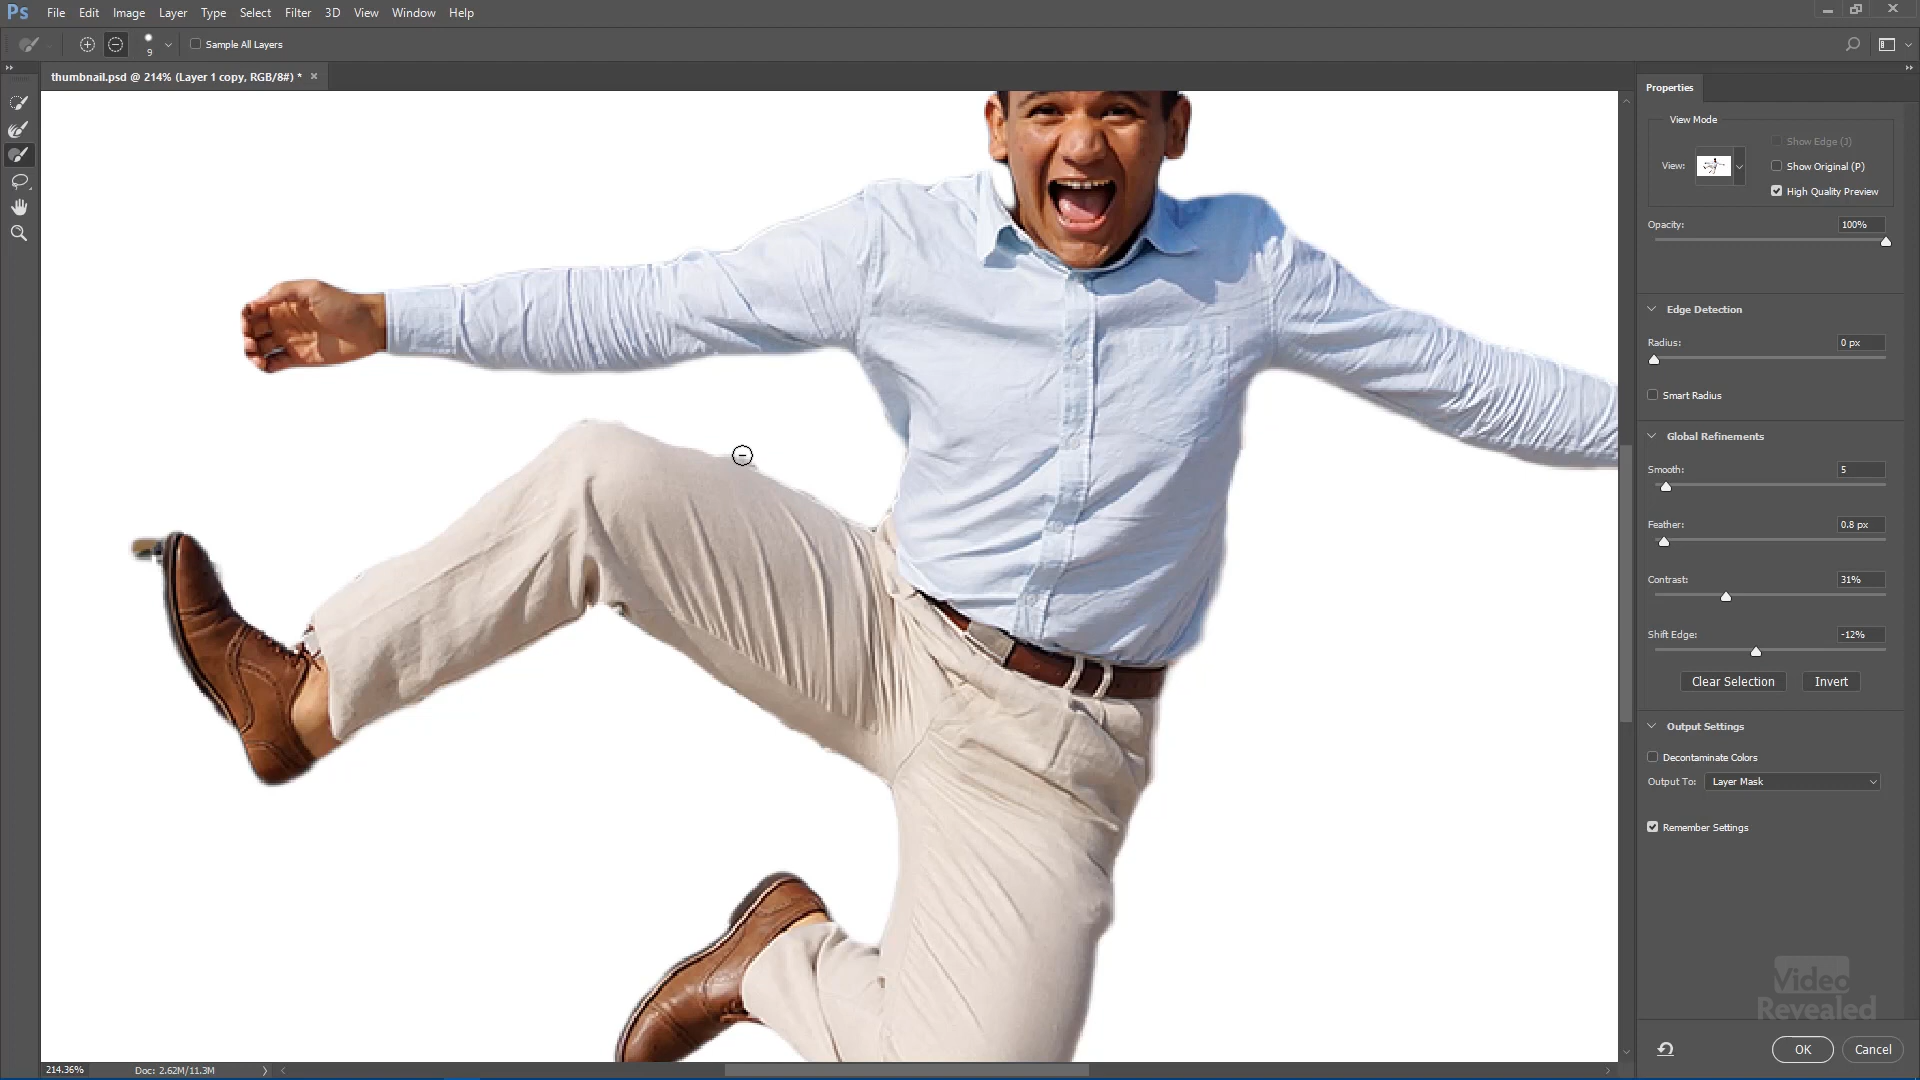 Ps File Edit Image Layer Type Select Filter 3D View Window Help
9 Sample All Layers
thumbnail.psd @ 214% (Layer 1 copy, RGB/8#) * ×
Properties
View Mode
Show Edge (J)
View: Show Original (P)
High Quality Preview
Opacity: 100%
Edge Detection
Radius: 0 px
Smart Radius
Global Refinements
Smooth: 5
Feather: 0.8 px
Contrast: 31%
Shift Edge: -12%
Clear Selection Invert
Output Settings
Decontaminate Colors
Output To: Layer Mask
Remember Settings
Video
Revealed
OK Cancel
214.36% Doc: 2.62M/11.3M